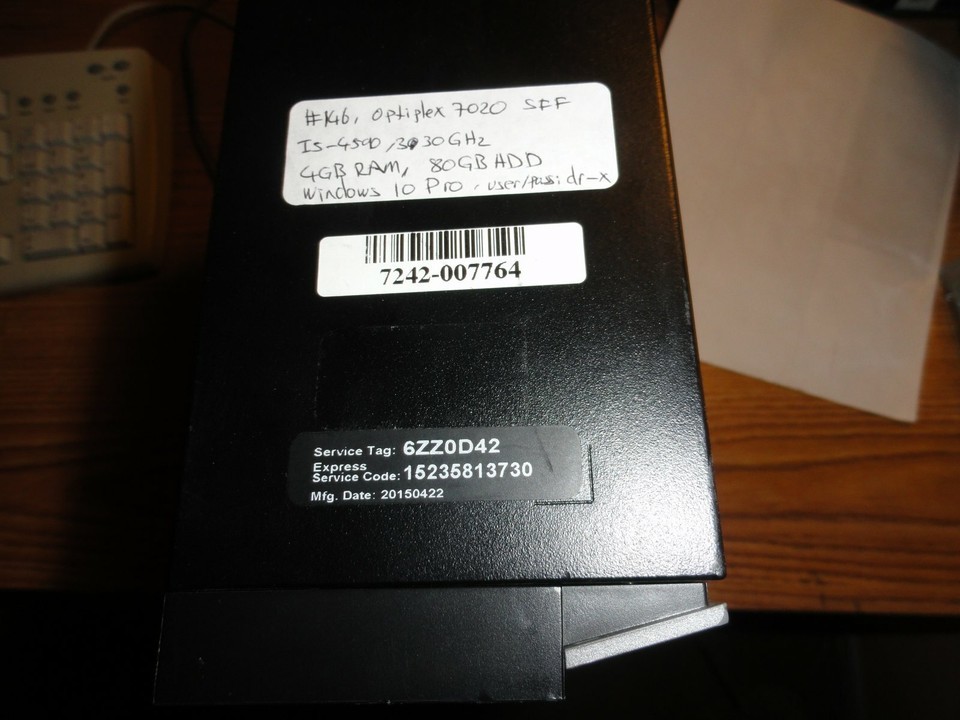 #146, Optiplex 7020 SFF
I5-4590, 3.30GHz
4GB RAM, 80GB HDD
Windows 10 Pro, user/pass: dr-x
7242-007764
Service Tag: 6ZZ0D42
Express
Service Code: 15235813730
Mfg. Date: 20150422